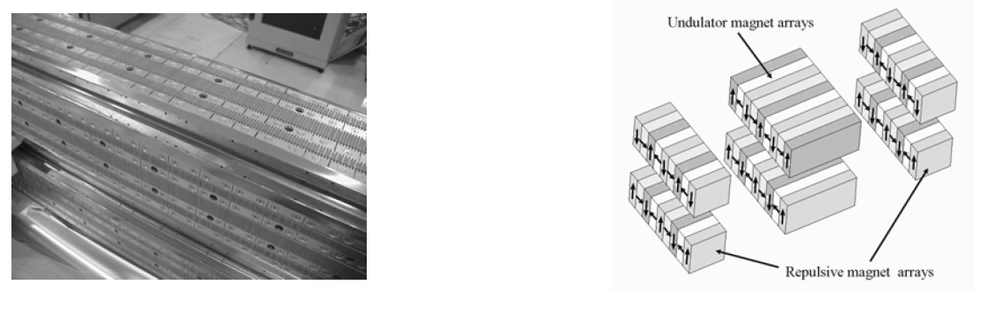 Undulator magnet arrays
Repulsive magnet arrays